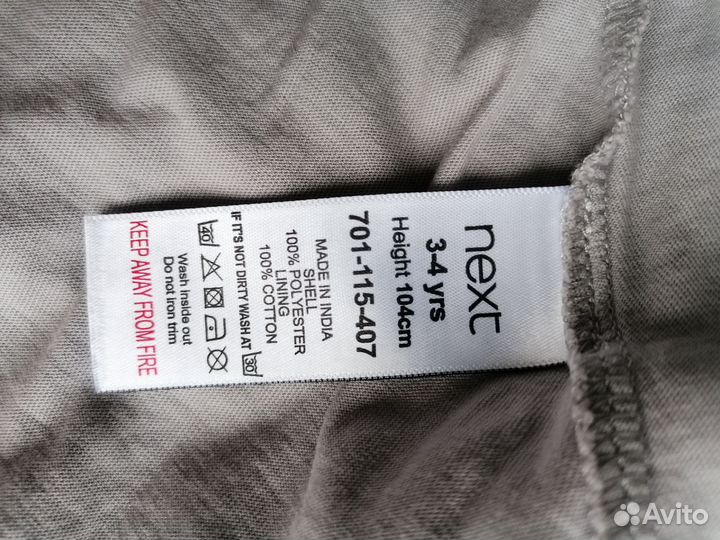 next
3-4 yrs
Height 104cm
701-115-407
MADE IN INDIA
SHELL
100% POLYESTER
LINING
100% COTTON
IF IT'S NOT DIRTY WASH AT 30
40
Wash inside out
Do not iron trim
KEEP AWAY FROM FIRE
Avito